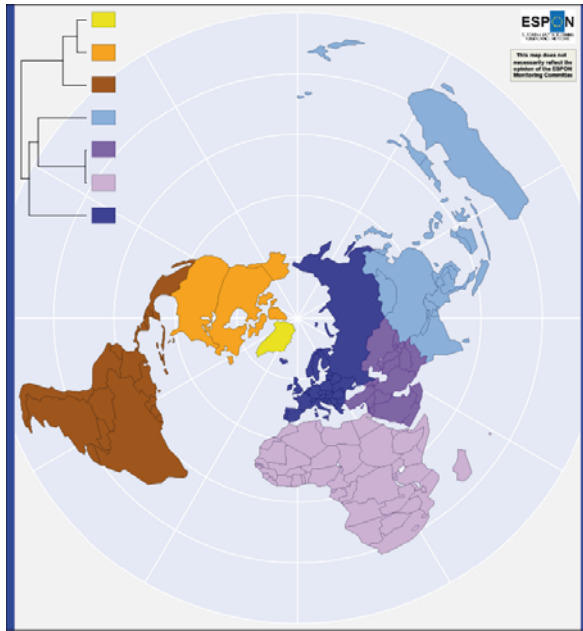 ESPON
This map does not
necessarily reflect the
opinion of the ESPON
Monitoring Committee